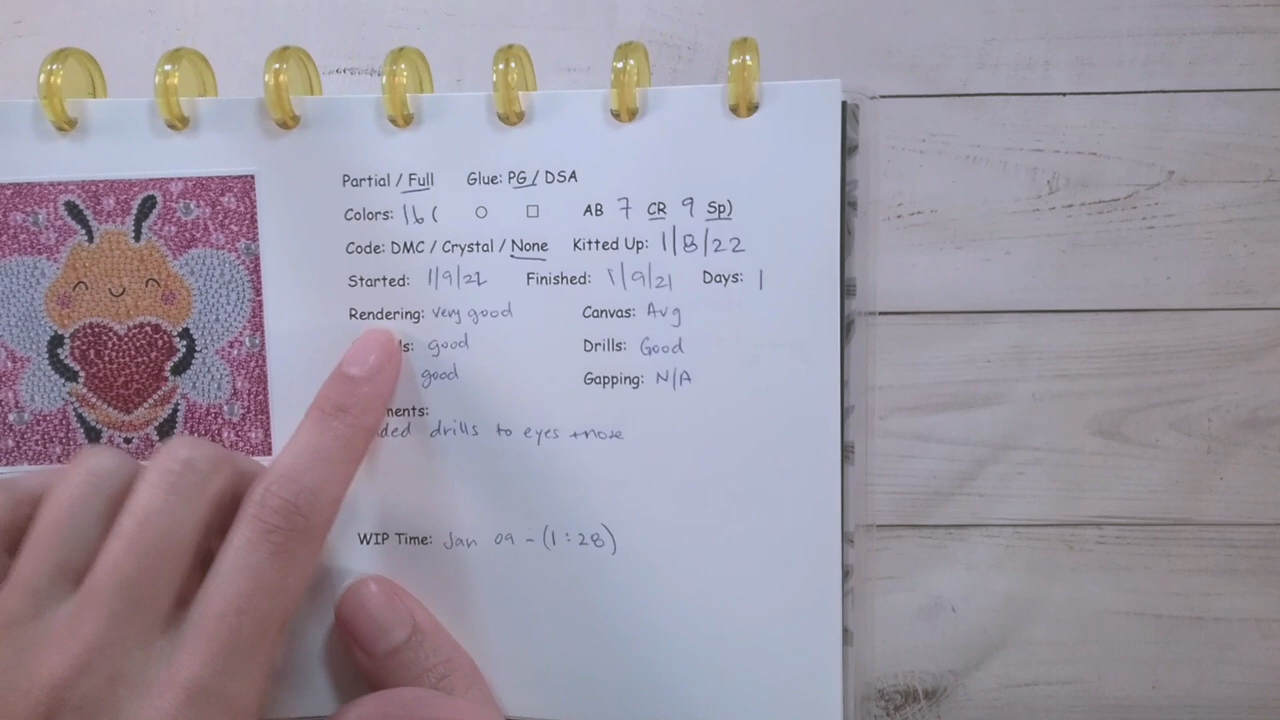 Partial / Full Glue: PG / DSA
Colors: 16 ( ○ □ AB 7 CR 9 Sp)
Code: DMC / Crystal / None Kitted Up: 1/8/22
Started: 1/9/22 Finished: 1/9/21 Days: 1
Rendering: very good Canvas: Avg
good Drills: Good
good Gapping: N/A
drills to eyes + nose
WIP Time: Jan 09 - (1:28)